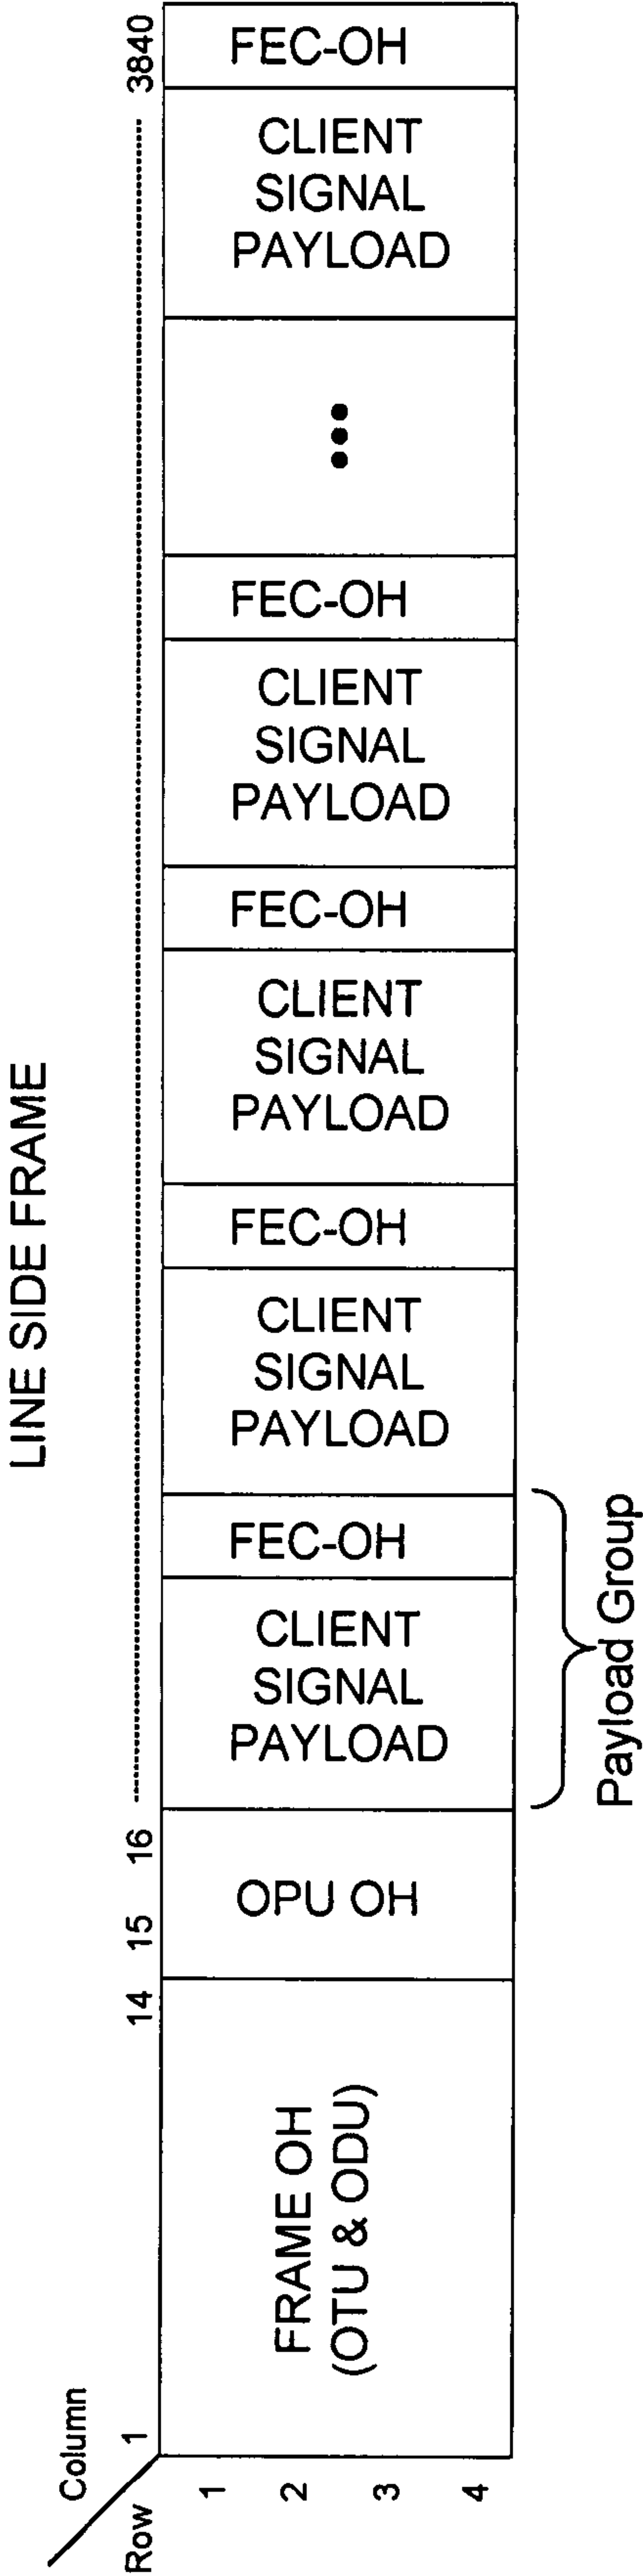 LINE SIDE FRAME
Column
Row
1
14
15
16
3840
1
2
3
4
FRAME OH
(OTU & ODU)
OPU OH
CLIENT
SIGNAL
PAYLOAD
FEC-OH
CLIENT
SIGNAL
PAYLOAD
FEC-OH
CLIENT
SIGNAL
PAYLOAD
FEC-OH
CLIENT
SIGNAL
PAYLOAD
FEC-OH
•••
CLIENT
SIGNAL
PAYLOAD
FEC-OH
Payload Group